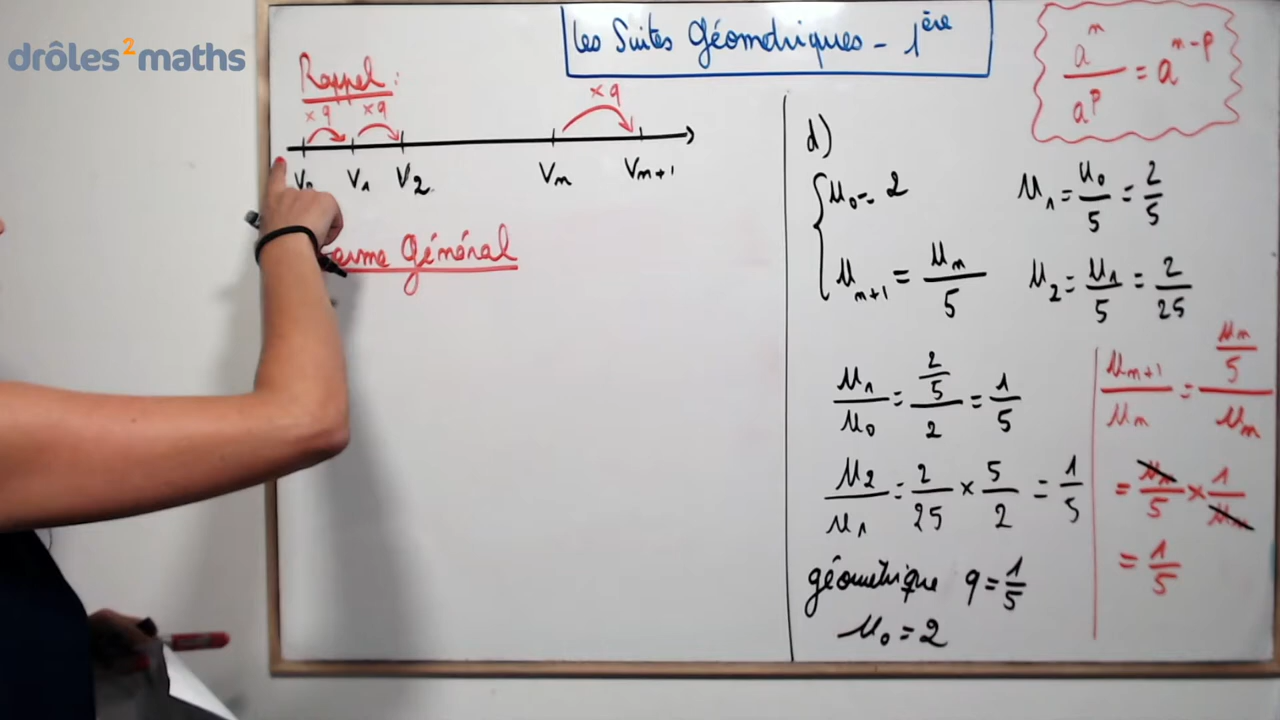 drôles2maths
Les Suites Géométriques - 1ère
Rappel:
×q ×q ×q
V₁ V₂ Vn Vn+1
Général
aⁿ/aᵖ = aⁿ⁻ᵖ
d)
{ u₀ = 2
un+1 = un/5
u₁ = u₀/5 = 2/5
u₂ = u₁/5 = 2/25
u₁/u₀ = (2/5)/2 = 1/5
u₂/u₁ = 2/25 × 5/2 = 1/5
géométrique q = 1/5
u₀ = 2
un+1/un = (un/5)/un
= un/5 × 1/un
= 1/5